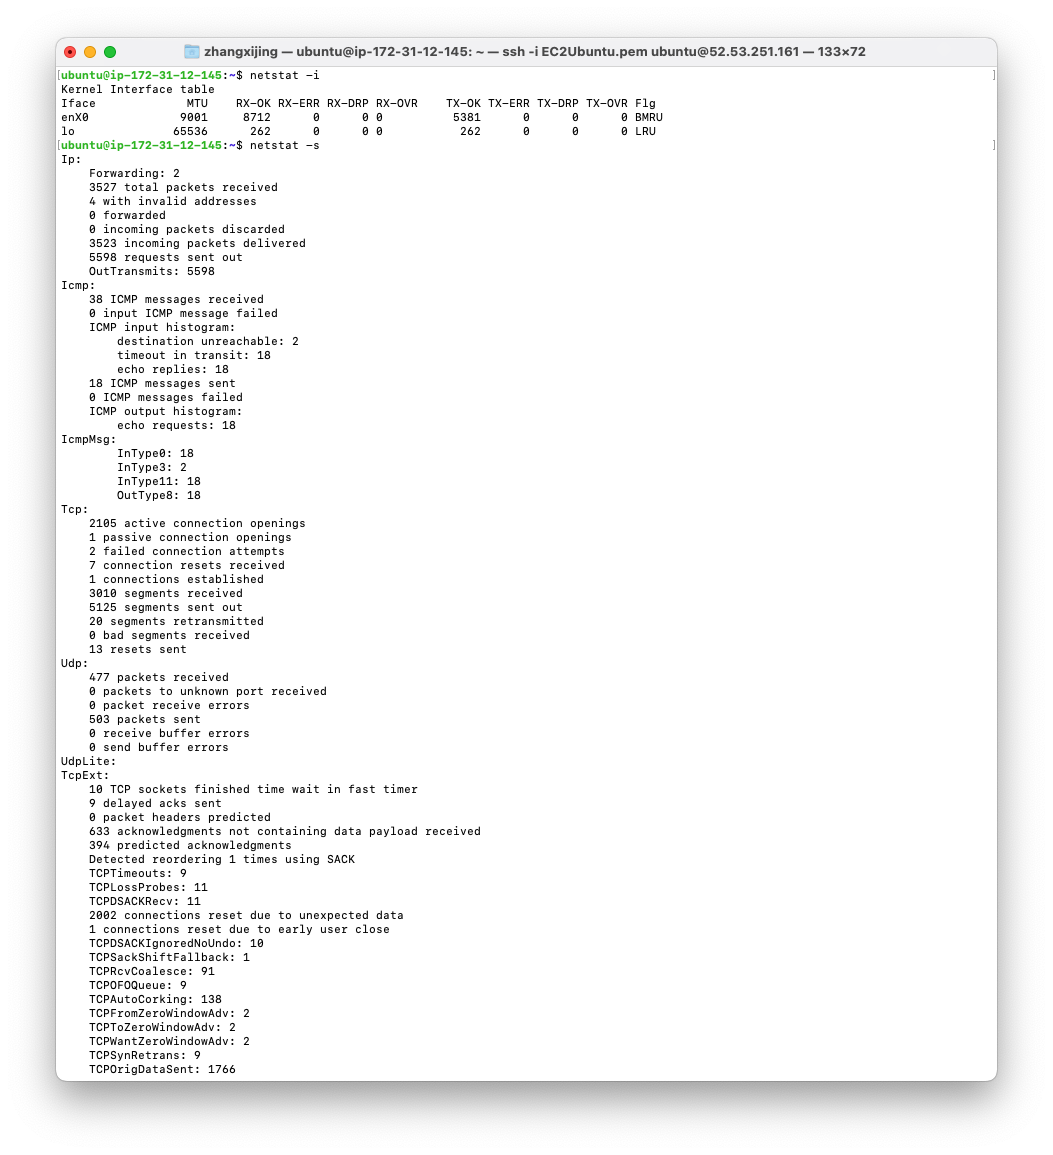 zhangxijing — ubuntu@ip-172-31-12-145: ~ — ssh -i EC2Ubuntu.pem ubuntu@52.53.251.161 — 133×72
[ubuntu@ip-172-31-12-145:~$ netstat -i ]
Kernel Interface table
Iface             MTU    RX-OK RX-ERR RX-DRP RX-OVR    TX-OK TX-ERR TX-DRP TX-OVR Flg
enX0             9001     8712      0      0 0          5381      0      0      0 BMRU
lo              65536      262      0      0 0           262      0      0      0 LRU
[ubuntu@ip-172-31-12-145:~$ netstat -s ]
Ip:
    Forwarding: 2
    3527 total packets received
    4 with invalid addresses
    0 forwarded
    0 incoming packets discarded
    3523 incoming packets delivered
    5598 requests sent out
    OutTransmits: 5598
Icmp:
    38 ICMP messages received
    0 input ICMP message failed
    ICMP input histogram:
        destination unreachable: 2
        timeout in transit: 18
        echo replies: 18
    18 ICMP messages sent
    0 ICMP messages failed
    ICMP output histogram:
        echo requests: 18
IcmpMsg:
        InType0: 18
        InType3: 2
        InType11: 18
        OutType8: 18
Tcp:
    2105 active connection openings
    1 passive connection openings
    2 failed connection attempts
    7 connection resets received
    1 connections established
    3010 segments received
    5125 segments sent out
    20 segments retransmitted
    0 bad segments received
    13 resets sent
Udp:
    477 packets received
    0 packets to unknown port received
    0 packet receive errors
    503 packets sent
    0 receive buffer errors
    0 send buffer errors
UdpLite:
TcpExt:
    10 TCP sockets finished time wait in fast timer
    9 delayed acks sent
    0 packet headers predicted
    633 acknowledgments not containing data payload received
    394 predicted acknowledgments
    Detected reordering 1 times using SACK
    TCPTimeouts: 9
    TCPLossProbes: 11
    TCPDSACKRecv: 11
    2002 connections reset due to unexpected data
    1 connections reset due to early user close
    TCPDSACKIgnoredNoUndo: 10
    TCPSackShiftFallback: 1
    TCPRcvCoalesce: 91
    TCPOFOQueue: 9
    TCPAutoCorking: 138
    TCPFromZeroWindowAdv: 2
    TCPToZeroWindowAdv: 2
    TCPWantZeroWindowAdv: 2
    TCPSynRetrans: 9
    TCPOrigDataSent: 1766